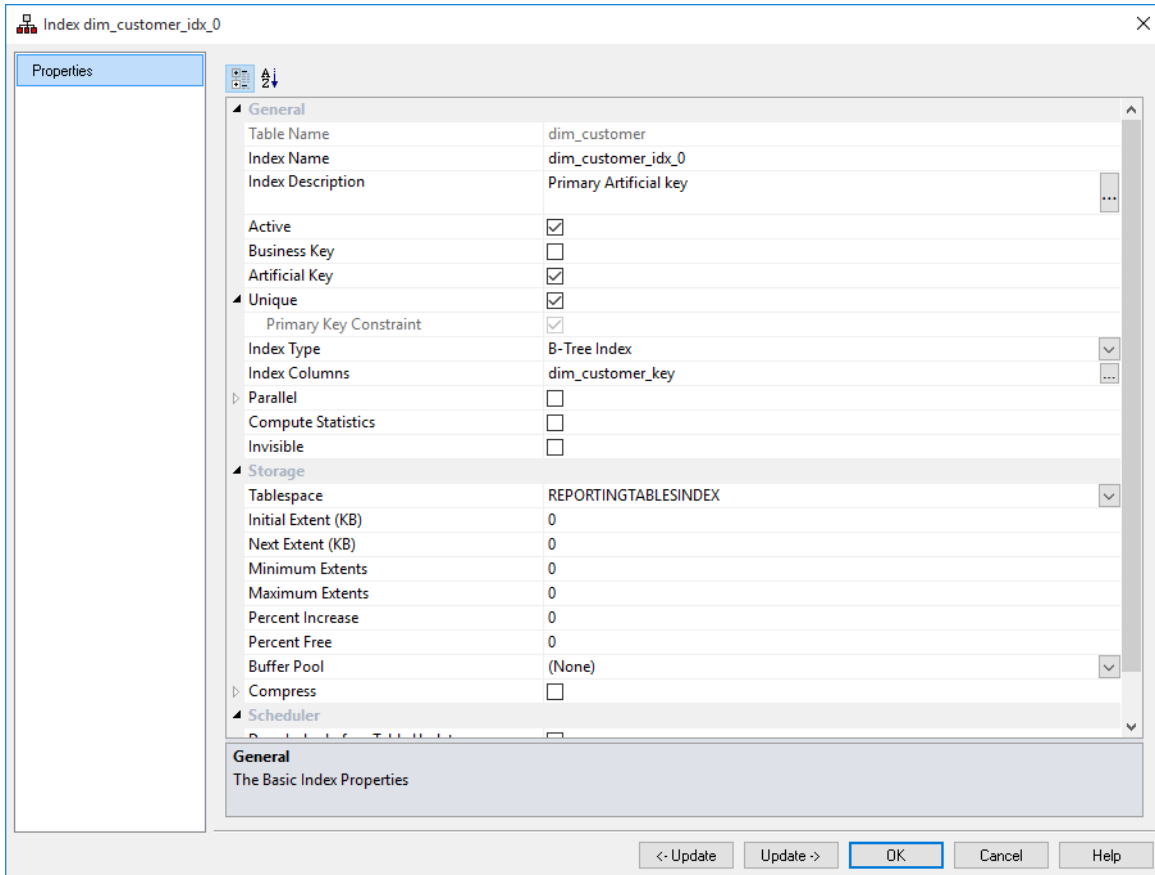 Index dim_customer_idx_0
Properties
General
Table Name dim_customer
Index Name dim_customer_idx_0
Index Description Primary Artificial key
...
Active
Business Key
Artificial Key
Unique
Primary Key Constraint
Index Type B-Tree Index
Index Columns dim_customer_key ...
Parallel
Compute Statistics
Invisible
Storage
Tablespace REPORTINGTABLESINDEX
Initial Extent (KB) 0
Next Extent (KB) 0
Minimum Extents 0
Maximum Extents 0
Percent Increase 0
Percent Free 0
Buffer Pool (None)
Compress
Scheduler
General
The Basic Index Properties
<- Update Update -> OK Cancel Help